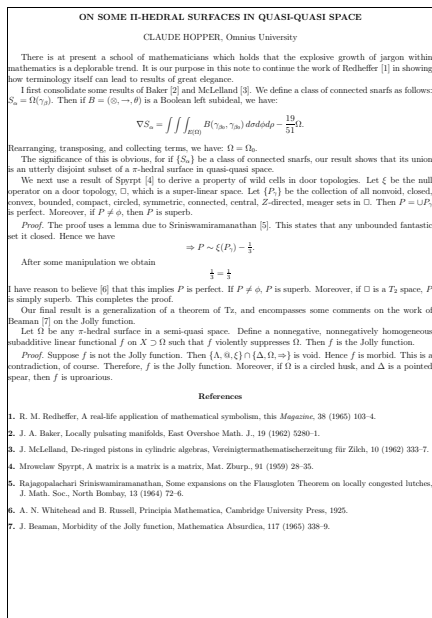 ON SOME Π-HEDRAL SURFACES IN QUASI-QUASI SPACE
CLAUDE HOPPER, Omnius University
There is at present a school of mathematicians which holds that the explosive growth of jargon within
mathematics is a deplorable trend. It is our purpose in this note to continue the work of Redheffer [1] in showing
how terminology itself can lead to results of great elegance.
I first consolidate some results of Baker [2] and McLelland [3]. We define a class of connected snarfs as follows:
S_α = Ω(γ_β). Then if B = (⊗, →, θ) is a Boolean left subideal, we have:
∇S_α = ∫∫∫_{E(Ω)} B(γ_{β₀}, γ_{β₀}) dσdφdρ − 19/51 Ω.
Rearranging, transposing, and collecting terms, we have: Ω = Ω₀.
The significance of this is obvious, for if {S_α} be a class of connected snarfs, our result shows that its union
is an utterly disjoint subset of a π-hedral surface in quasi-quasi space.
We next use a result of Spyrpt [4] to derive a property of wild cells in door topologies. Let ξ be the null
operator on a door topology, □, which is a super-linear space. Let {P_γ} be the collection of all nonvoid, closed,
convex, bounded, compact, circled, symmetric, connected, central, Z-directed, meager sets in □. Then P = ∪P_γ
is perfect. Moreover, if P ≠ ϕ, then P is superb.
Proof. The proof uses a lemma due to Sriniswamiramanathan [5]. This states that any unbounded fantastic
set it closed. Hence we have
⇒ P ∼ ξ(P_γ) − 1/3.
After some manipulation we obtain
1/3 = 1/3
I have reason to believe [6] that this implies P is perfect. If P ≠ ϕ, P is superb. Moreover, if □ is a T₂ space, P
is simply superb. This completes the proof.
Our final result is a generalization of a theorem of Tz, and encompasses some comments on the work of
Beaman [7] on the Jolly function.
Let Ω be any π-hedral surface in a semi-quasi space. Define a nonnegative, nonnegatively homogeneous
subadditive linear functional f on X ⊃ Ω such that f violently suppresses Ω. Then f is the Jolly function.
Proof. Suppose f is not the Jolly function. Then {Λ, @, ξ} ∩ {Δ, Ω, ⇒} is void. Hence f is morbid. This is a
contradiction, of course. Therefore, f is the Jolly function. Moreover, if Ω is a circled husk, and Δ is a pointed
spear, then f is uproarious.
References
1. R. M. Redheffer, A real-life application of mathematical symbolism, this Magazine, 38 (1965) 103–4.
2. J. A. Baker, Locally pulsating manifolds, East Overshoe Math. J., 19 (1962) 5280–1.
3. J. McLelland, De-ringed pistons in cylindric algebras, Vereinigtermathematischerzeitung für Zilch, 10 (1962) 333–7.
4. Mrowclaw Spyrpt, A matrix is a matrix is a matrix, Mat. Zburp., 91 (1959) 28–35.
5. Rajagopalachari Sriniswamiramanathan, Some expansions on the Flausgloten Theorem on locally congested lutches,
J. Math. Soc., North Bombay, 13 (1964) 72–6.
6. A. N. Whitehead and B. Russell, Principia Mathematica, Cambridge University Press, 1925.
7. J. Beaman, Morbidity of the Jolly function, Mathematica Absurdica, 117 (1965) 338–9.